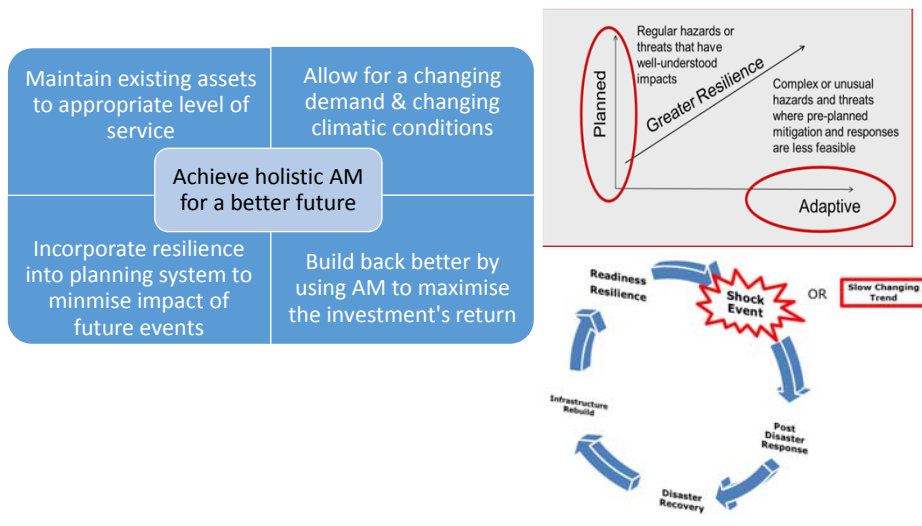 Maintain existing assets
to appropriate level of
service
Allow for a changing
demand & changing
climatic conditions
Achieve holistic AM
for a better future
Incorporate resilience
into planning system to
minmise impact of
future events
Build back better by
using AM to maximise
the investment's return
Planned
Regular hazards or
threats that have
well-understood
impacts
Greater Resilience
Complex or unusual
hazards and threats
where pre-planned
mitigation and responses
are less feasible
Adaptive
Readiness
Resilience
Shock
Event
OR
Slow Changing
Trend
Post
Disaster
Response
Disaster
Recovery
Infrastructure
Rebuild